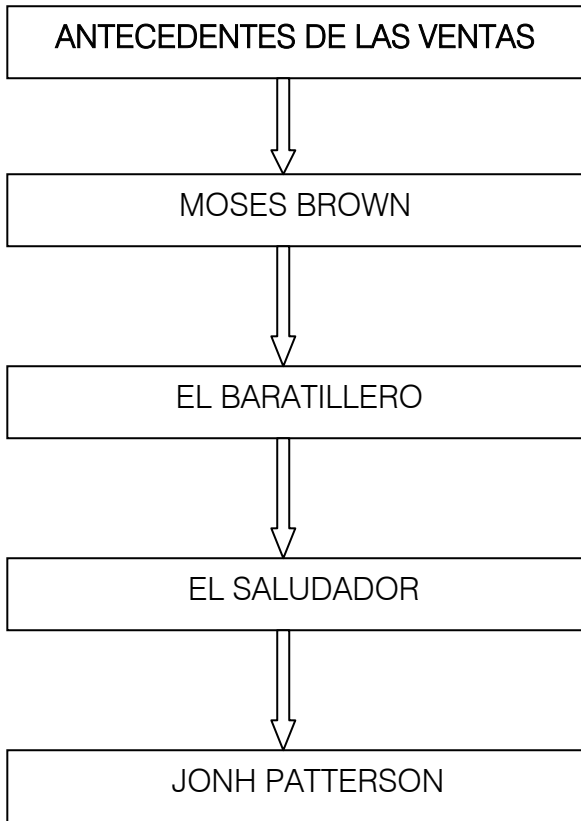 ANTECEDENTES DE LAS VENTAS
MOSES BROWN
EL BARATILLERO
EL SALUDADOR
JONH PATTERSON